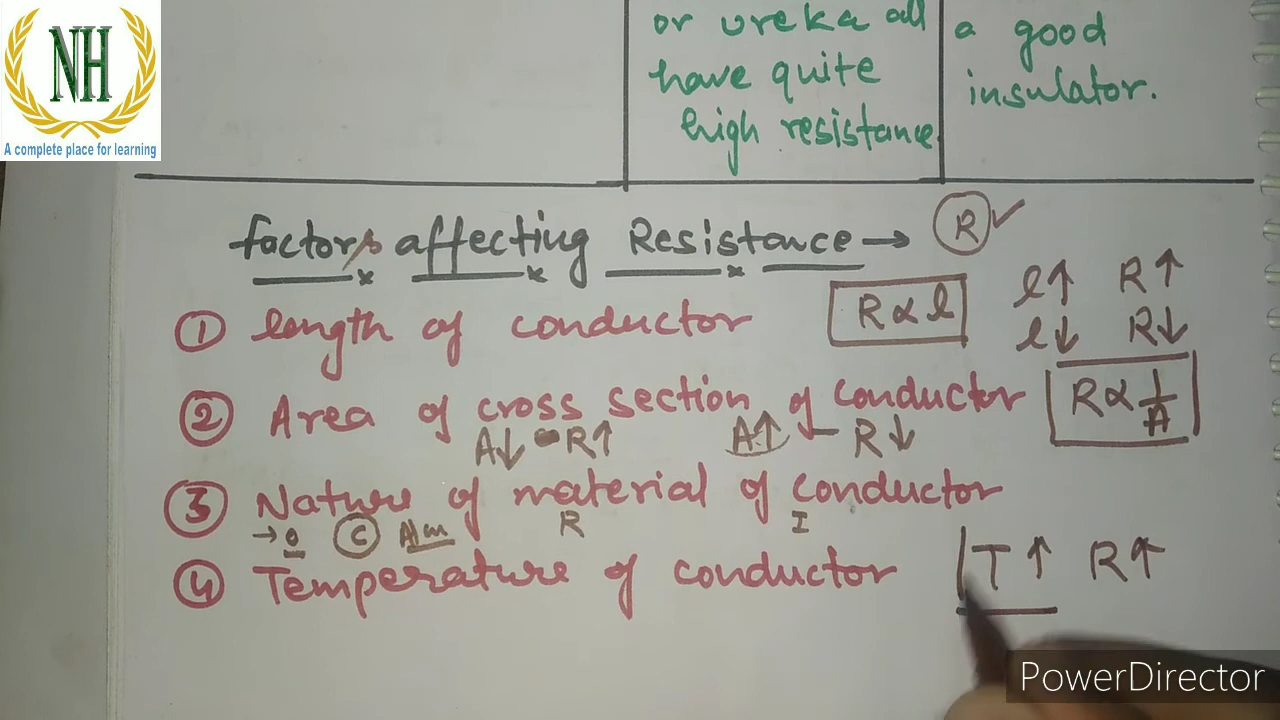 NH
A complete place for learning
or ureka all
have quite
high resistance.
a good
insulator.
factors affecting Resistance → R ✓
① length of conductor R ∝ l l↑ R↑
l↓ R↓
② Area of cross section of conductor R ∝ 1/A
A↓ R↑ A↑ – R↓
③ Nature of material of conductor
→ C Alm R I
④ Temperature of conductor T↑ R↑
PowerDirector